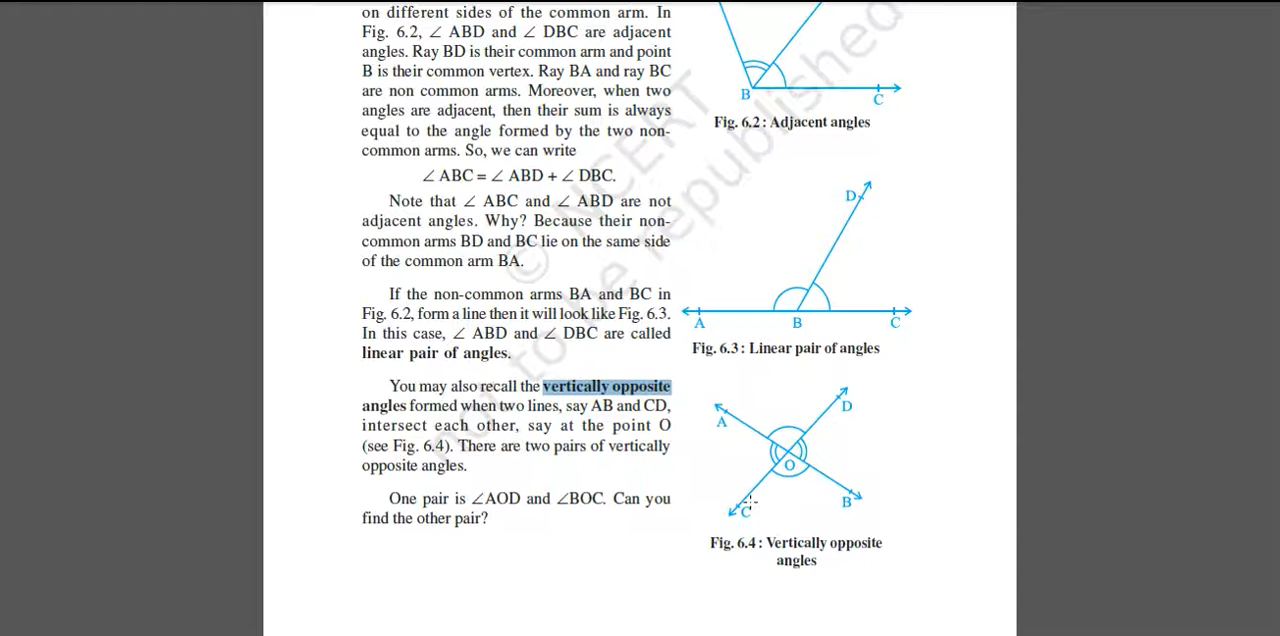 on different sides of the common arm. In
Fig. 6.2, ∠ ABD and ∠ DBC are adjacent
angles. Ray BD is their common arm and point
B is their common vertex. Ray BA and ray BC
are non common arms. Moreover, when two
angles are adjacent, then their sum is always
equal to the angle formed by the two non-
common arms. So, we can write
∠ ABC = ∠ ABD + ∠ DBC.
Note that ∠ ABC and ∠ ABD are not
adjacent angles. Why? Because their non-
common arms BD and BC lie on the same side
of the common arm BA.
If the non-common arms BA and BC in
Fig. 6.2, form a line then it will look like Fig. 6.3.
In this case, ∠ ABD and ∠ DBC are called
linear pair of angles.
You may also recall the vertically opposite
angles formed when two lines, say AB and CD,
intersect each other, say at the point O
(see Fig. 6.4). There are two pairs of vertically
opposite angles.
One pair is ∠AOD and ∠BOC. Can you
find the other pair?
B
C
Fig. 6.2 : Adjacent angles
D
A
B
C
Fig. 6.3 : Linear pair of angles
A
D
O
C
B
Fig. 6.4 : Vertically opposite
angles
© NCERT
not to be republished